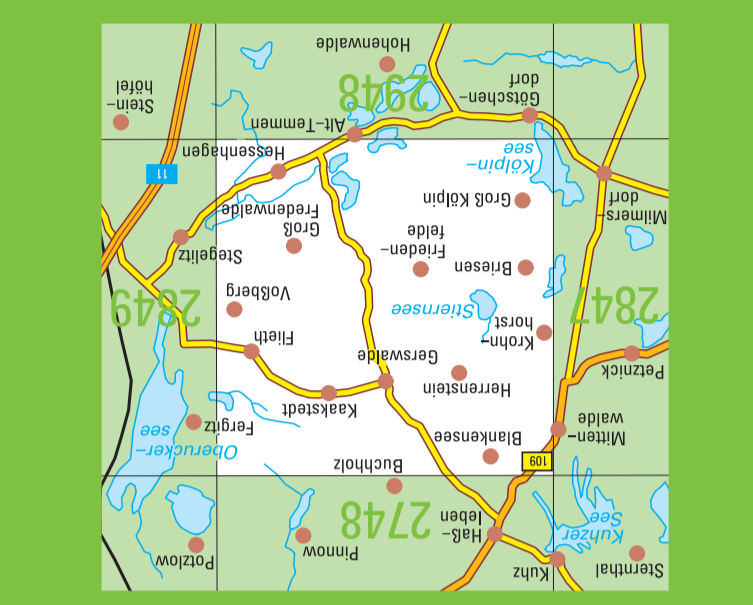 Sternthal
Kuhz
Pinnow
Potzlow
Kuhzer
See
Haß-
leben
2748
Buchholz
109
Blankensee
Mitten-
walde
Oberucker-
see
Fergitz
Kaakstedt
Herrenstein
Petznick
Gerswalde
Flieth
Krohn-
horst
2847
Stiernsee
Voßberg
2849
Briesen
Frieden-
felde
Stegelitz
Groß
Fredenwalde
Milmers-
dorf
Groß Kölpin
11
Kölpin-
see
Hessenhagen
Alt-Temmen
Götschen-
dorf
2948
Stein-
höfel
Hohenwalde